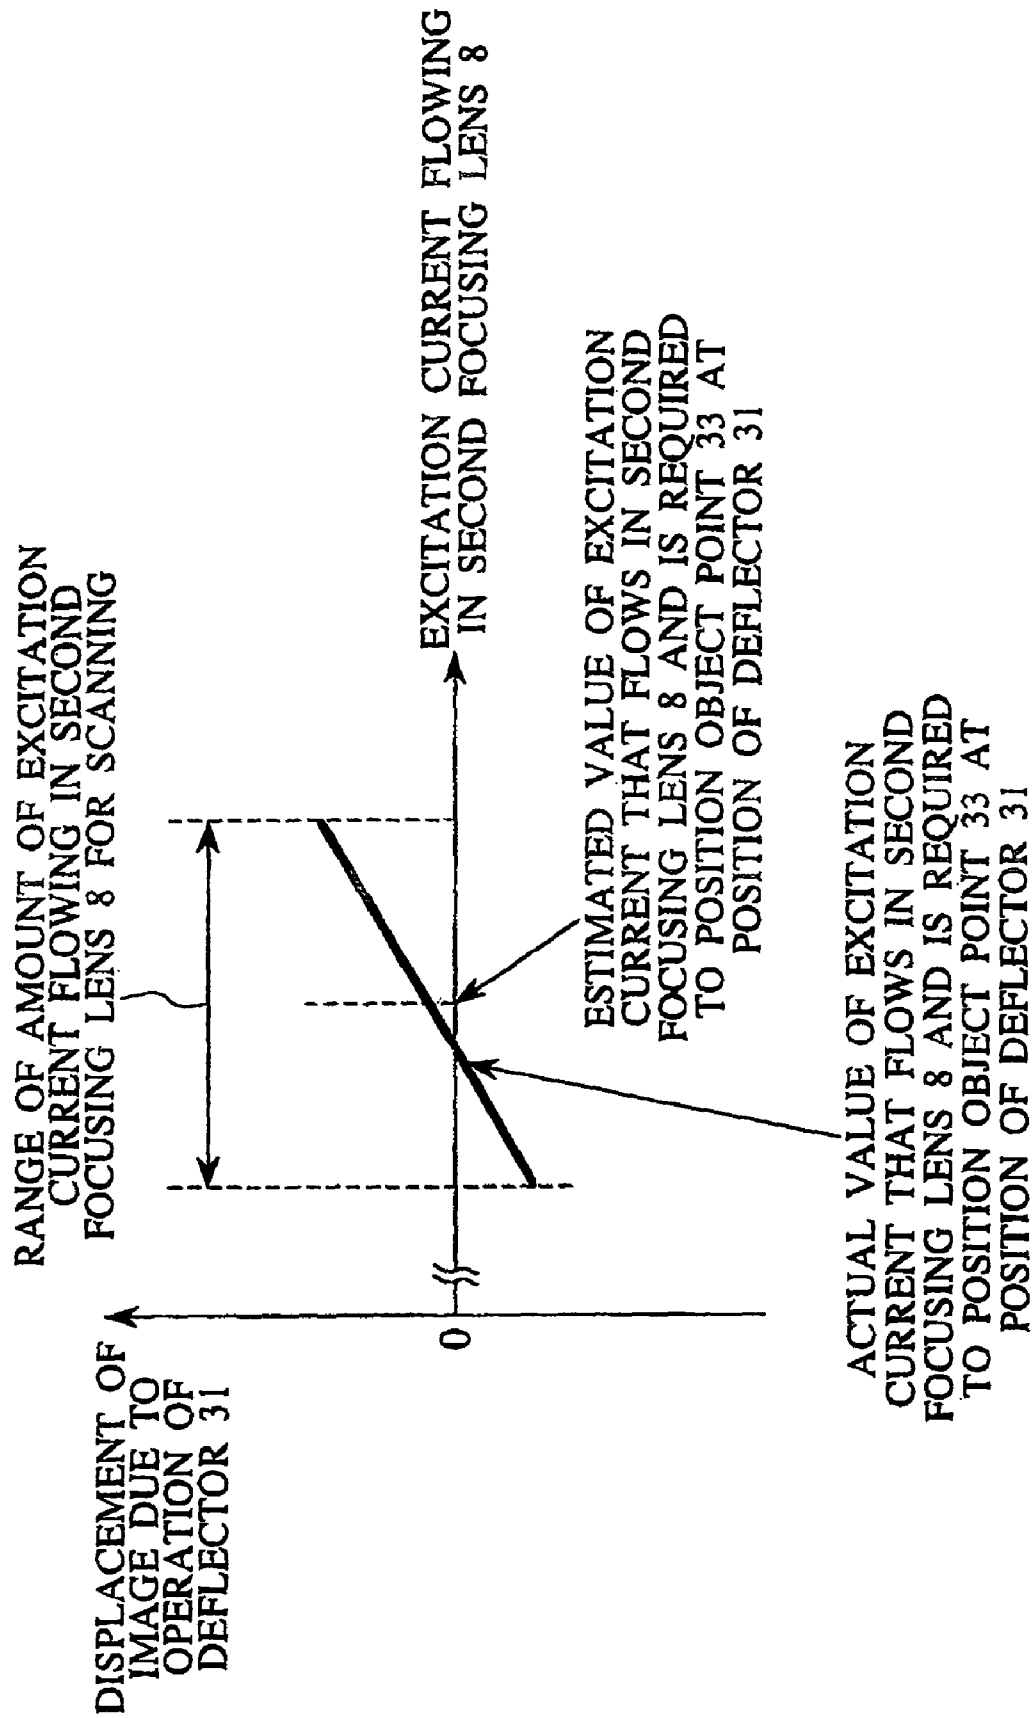 DISPLACEMENT OF
IMAGE DUE TO
OPERATION OF
DEFLECTOR 31
RANGE OF AMOUNT OF EXCITATION
CURRENT FLOWING IN SECOND
FOCUSING LENS 8 FOR SCANNING
0
EXCITATION CURRENT FLOWING
IN SECOND FOCUSING LENS 8
ESTIMATED VALUE OF EXCITATION
CURRENT THAT FLOWS IN SECOND
FOCUSING LENS 8 AND IS REQUIRED
TO POSITION OBJECT POINT 33 AT
POSITION OF DEFLECTOR 31
ACTUAL VALUE OF EXCITATION
CURRENT THAT FLOWS IN SECOND
FOCUSING LENS 8 AND IS REQUIRED
TO POSITION OBJECT POINT 33 AT
POSITION OF DEFLECTOR 31